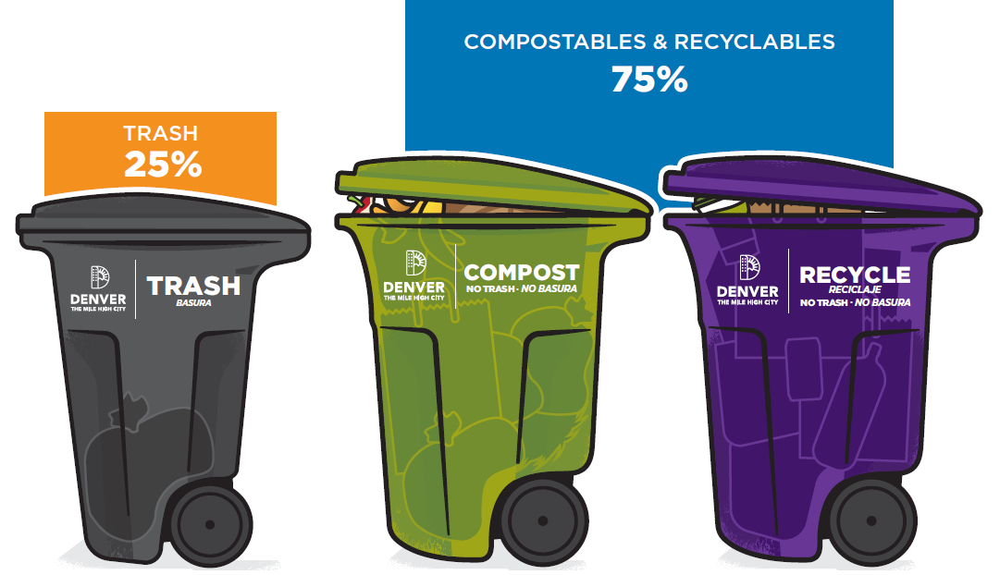 COMPOSTABLES & RECYCLABLES
75%
TRASH
25%
DENVER
THE MILE HIGH CITY
TRASH
BASURA
DENVER
THE MILE HIGH CITY
COMPOST
NO TRASH · NO BASURA
DENVER
THE MILE HIGH CITY
RECYCLE
RECICLAJE
NO TRASH · NO BASURA